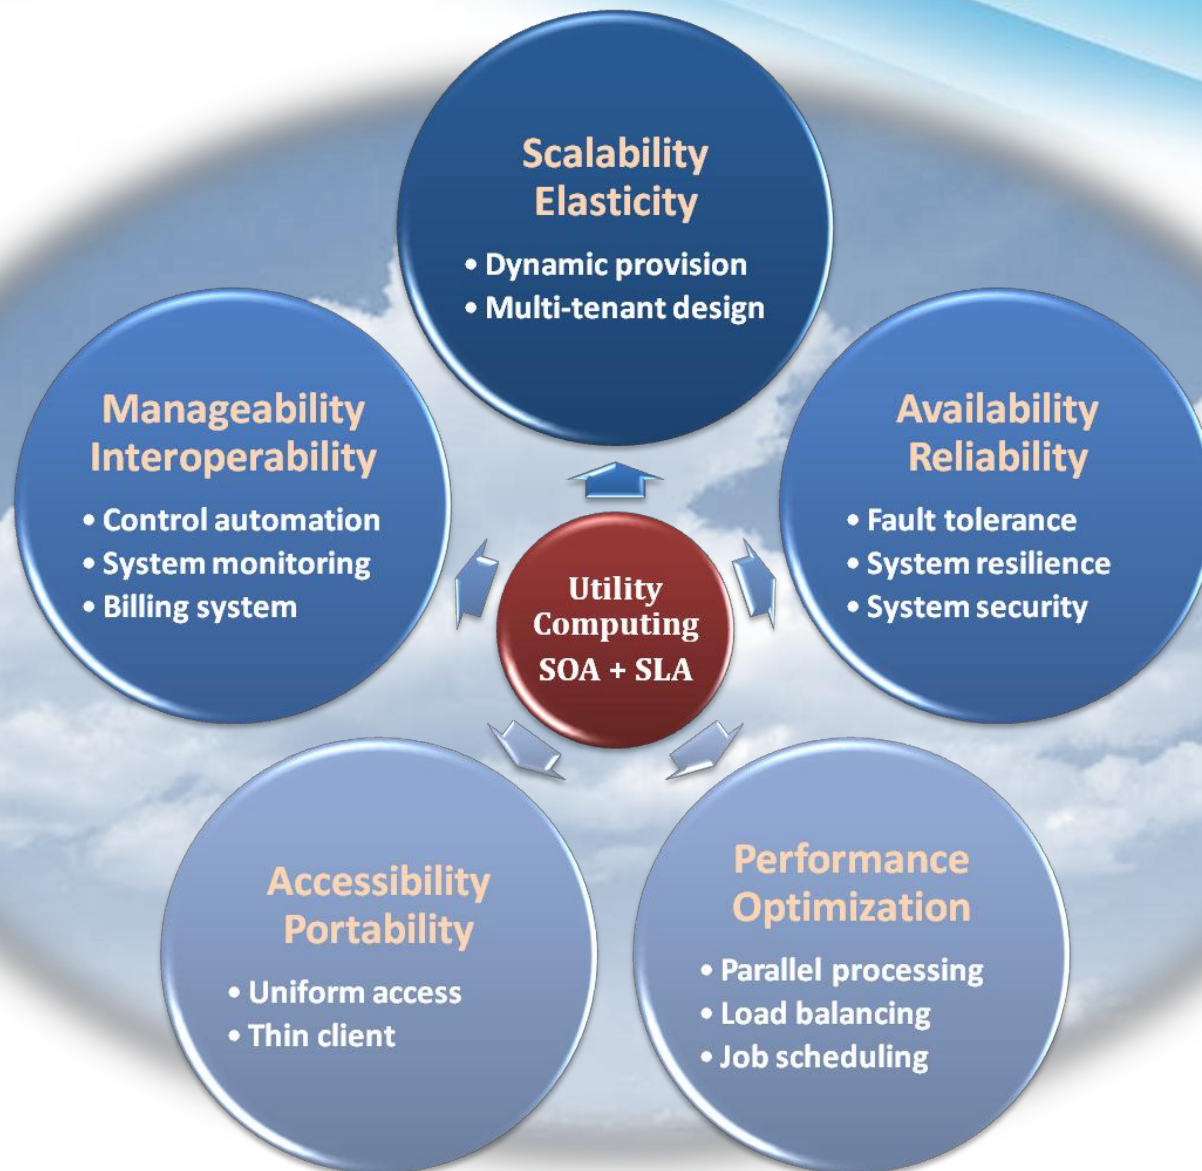 Scalability
Elasticity
• Dynamic provision
• Multi-tenant design
Manageability
Interoperability
• Control automation
• System monitoring
• Billing system
Availability
Reliability
• Fault tolerance
• System resilience
• System security
Utility
Computing
SOA + SLA
Accessibility
Portability
• Uniform access
• Thin client
Performance
Optimization
• Parallel processing
• Load balancing
• Job scheduling